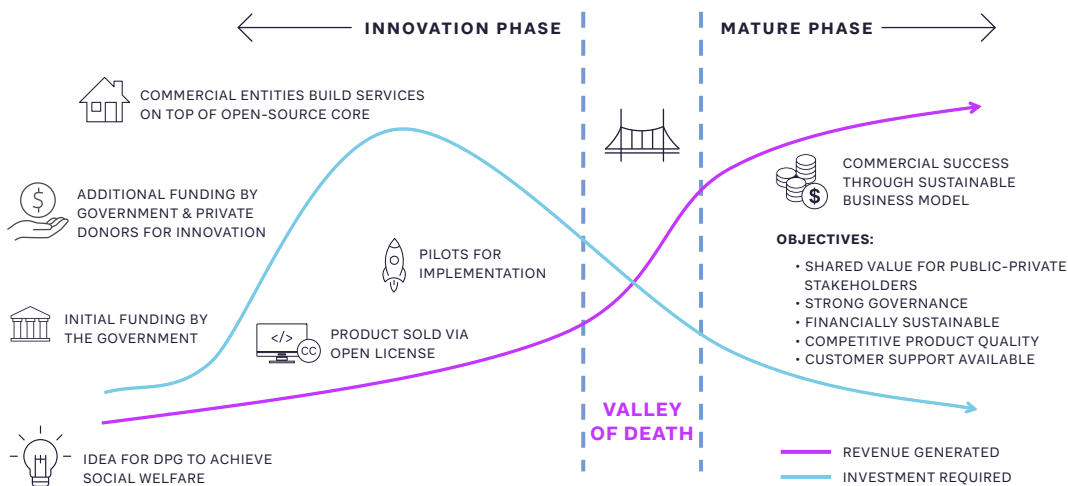 INNOVATION PHASE
MATURE PHASE
COMMERCIAL ENTITIES BUILD SERVICES
ON TOP OF OPEN-SOURCE CORE
ADDITIONAL FUNDING BY
GOVERNMENT & PRIVATE
DONORS FOR INNOVATION
$
PILOTS FOR
IMPLEMENTATION
INITIAL FUNDING BY
THE GOVERNMENT
</>
CC
PRODUCT SOLD VIA
OPEN LICENSE
IDEA FOR DPG TO ACHIEVE
SOCIAL WELFARE
VALLEY
OF DEATH
$
COMMERCIAL SUCCESS
THROUGH SUSTAINABLE
BUSINESS MODEL
OBJECTIVES:
• SHARED VALUE FOR PUBLIC-PRIVATE
STAKEHOLDERS
• STRONG GOVERNANCE
• FINANCIALLY SUSTAINABLE
• COMPETITIVE PRODUCT QUALITY
• CUSTOMER SUPPORT AVAILABLE
REVENUE GENERATED
INVESTMENT REQUIRED